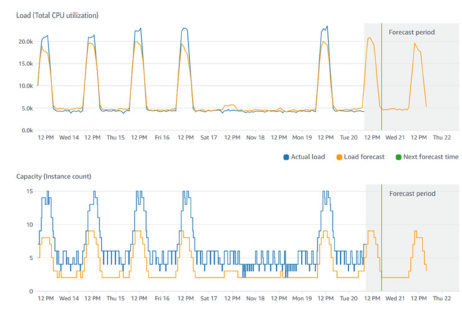 Load (Total CPU utilization)
Forecast period
20.0k
15.0k
10.0k
5.0k
0.0k
12 PM Wed 14 12 PM Thu 15 12 PM Fri 16 12 PM Sat 17 12 PM Nov 18 12 PM Mon 19 12 PM Tue 20 12 PM Wed 21 12 PM Thu 22
Actual load Load forecast Next forecast time
Capacity (Instance count)
Forecast period
15
10
5
0
12 PM Wed 14 12 PM Thu 15 12 PM Fri 16 12 PM Sat 17 12 PM Nov 18 12 PM Mon 19 12 PM Tue 20 12 PM Wed 21 12 PM Thu 22